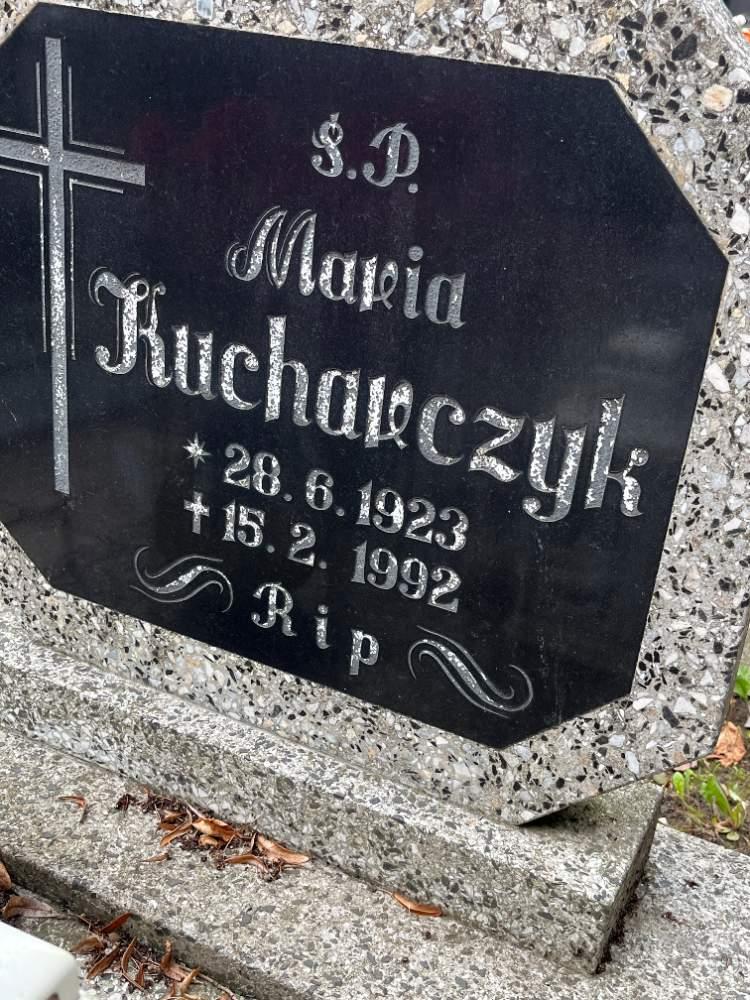 Ś.P.
Maria
Kucharczyk
* 28. 6. 1923
† 15. 2. 1992
Rip